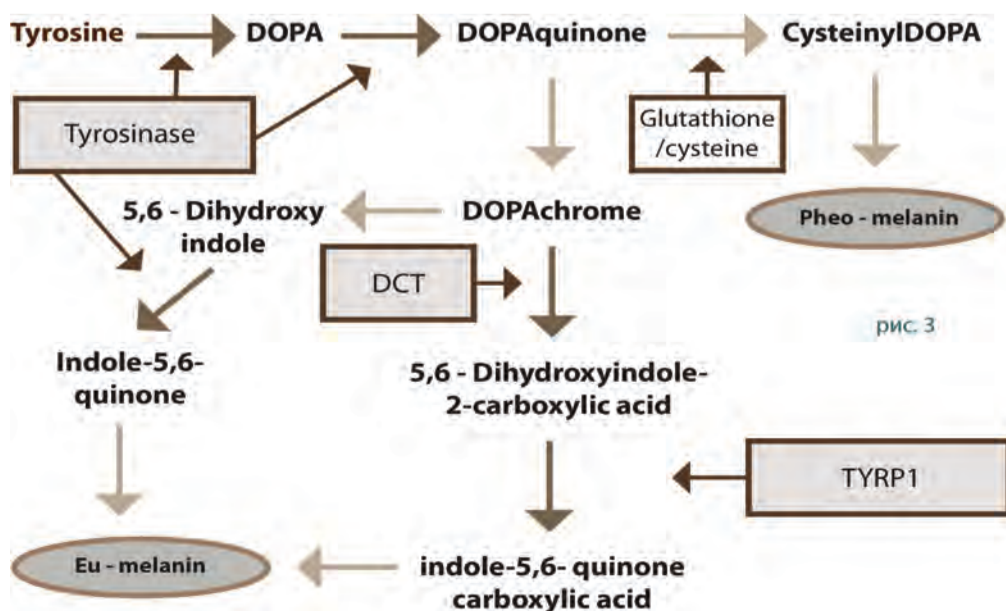 Tyrosine
DOPA
DOPAquinone
CysteinylDOPA
Tyrosinase
Glutathione
/cysteine
5,6 - Dihydroxy
indole
DOPAchrome
Pheo - melanin
DCT
рис. 3
Indole-5,6-
quinone
5,6 - Dihydroxyindole-
2-carboxylic acid
TYRP1
Eu - melanin
indole-5,6- quinone
carboxylic acid